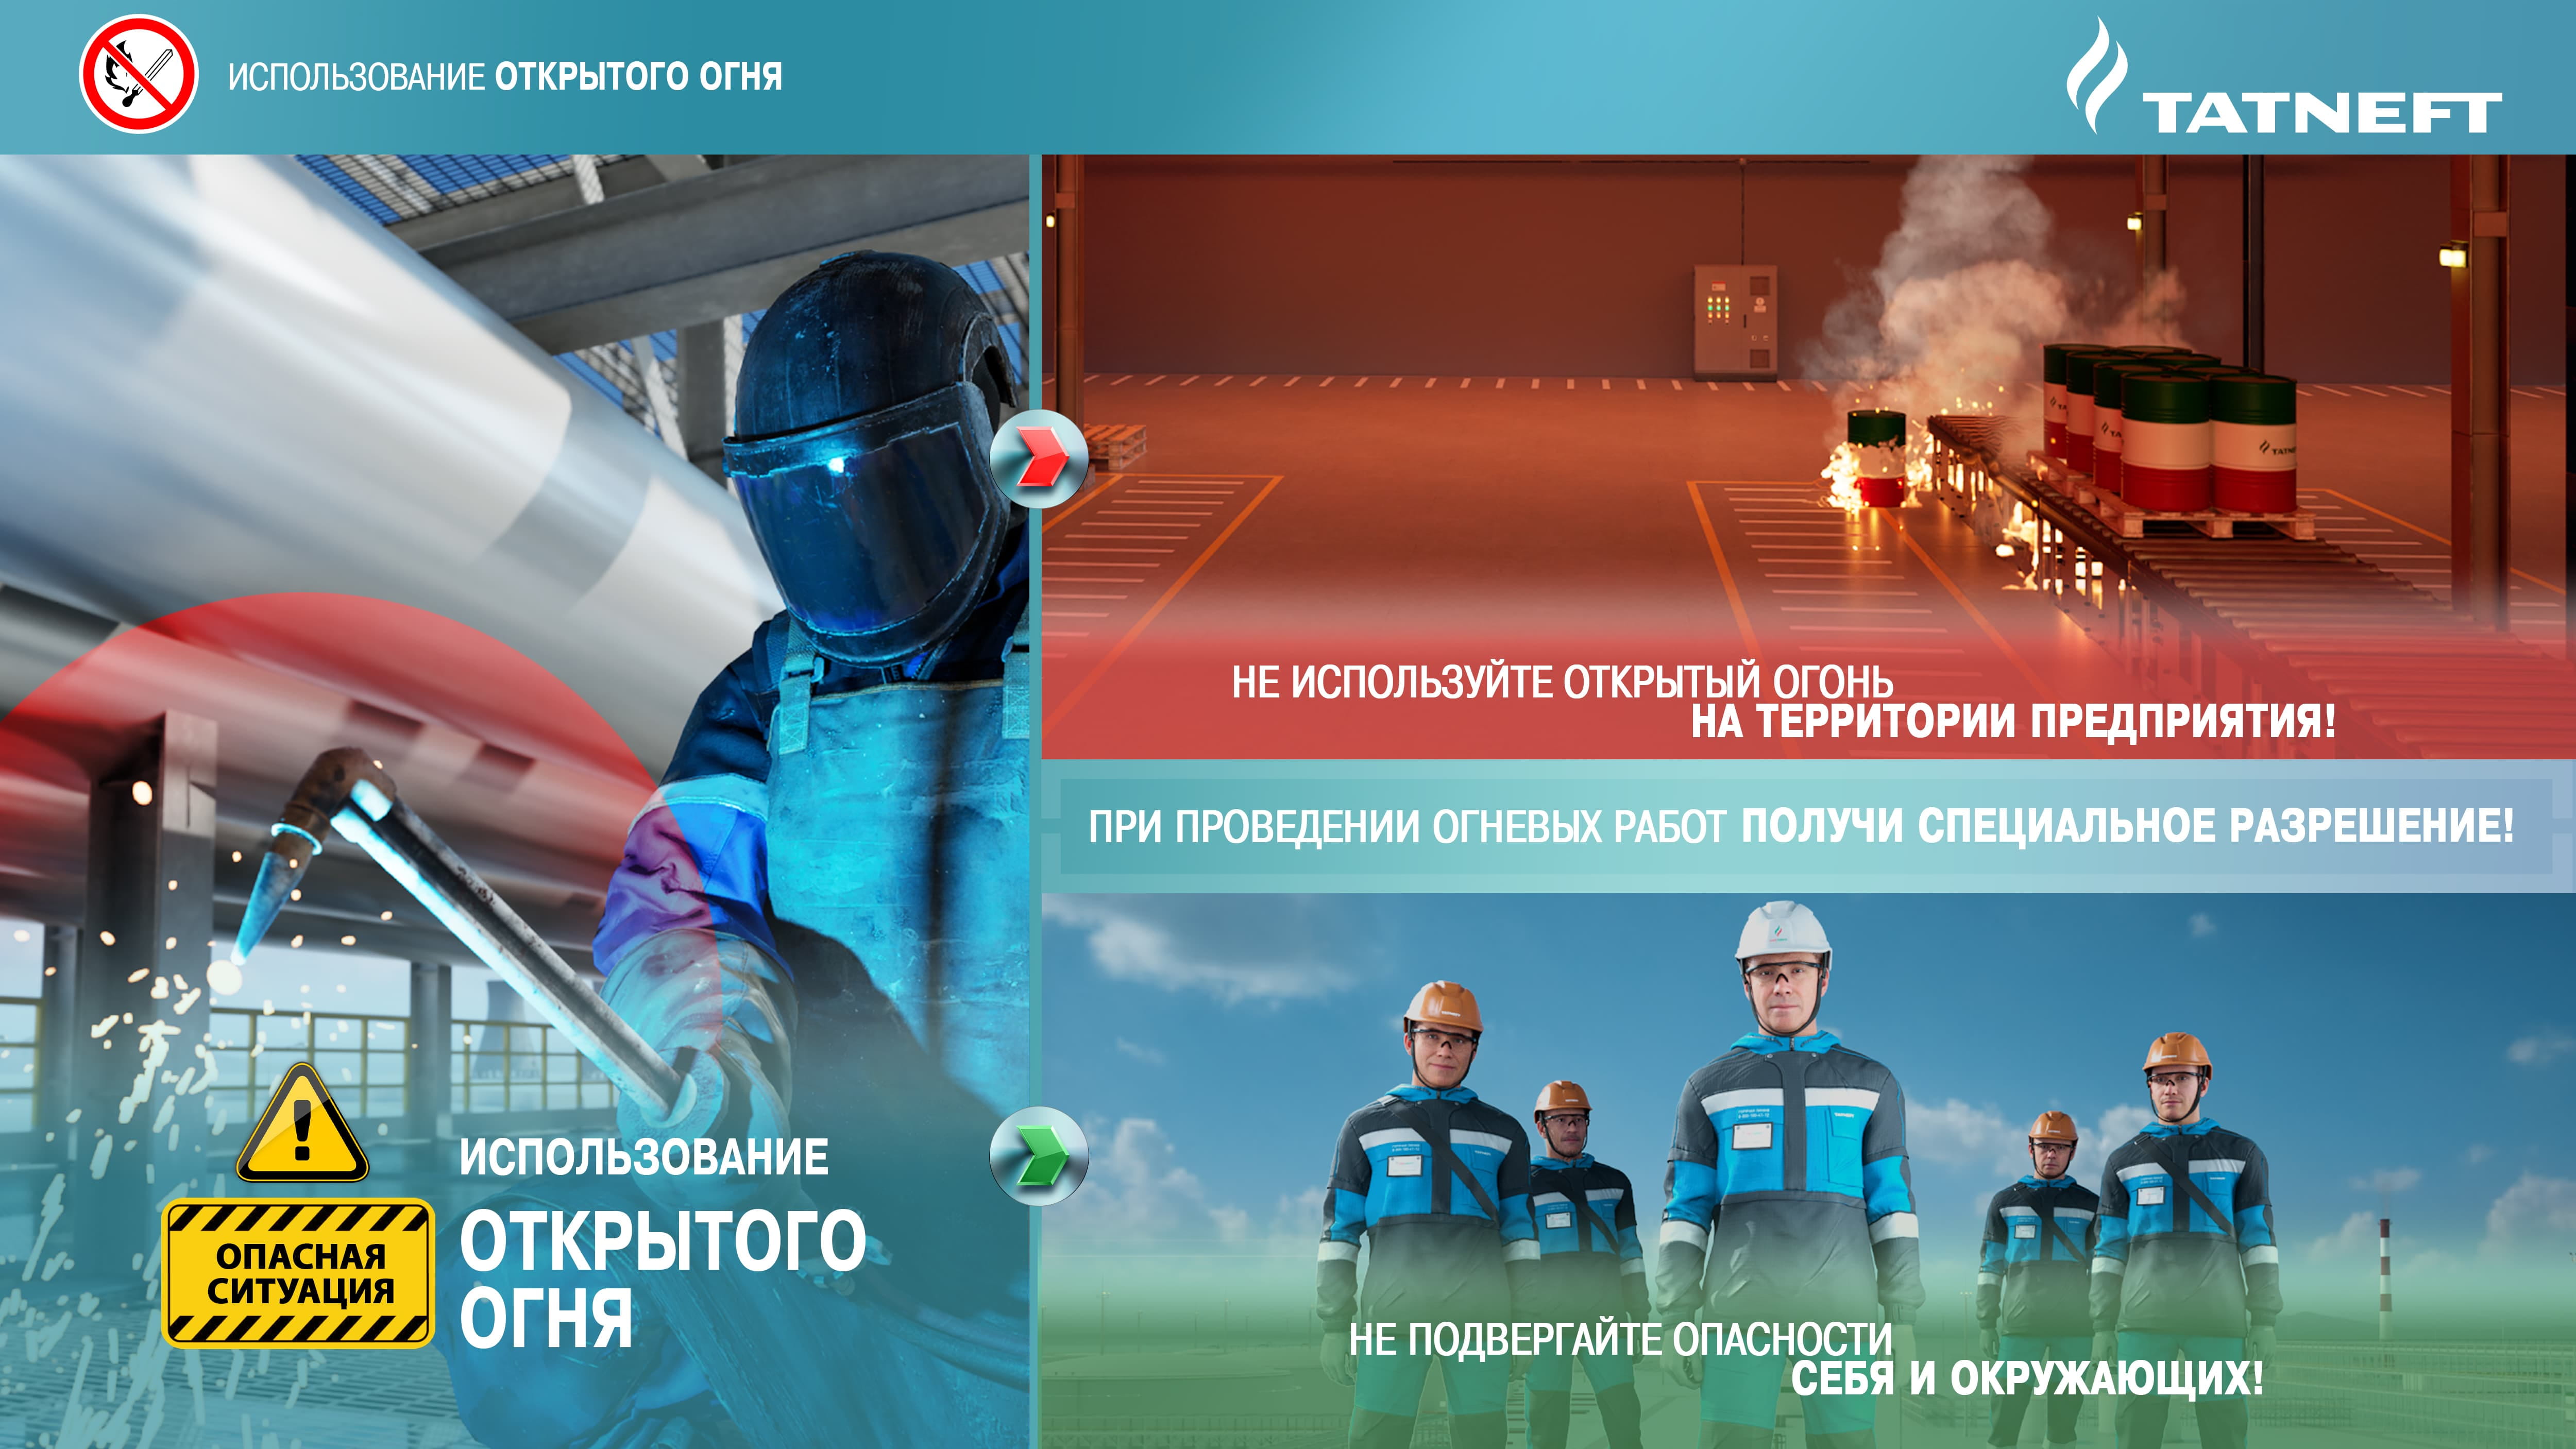 ИСПОЛЬЗОВАНИЕ ОТКРЫТОГО ОГНЯ
TATNEFT
НЕ ИСПОЛЬЗУЙТЕ ОТКРЫТЫЙ ОГОНЬ
НА ТЕРРИТОРИИ ПРЕДПРИЯТИЯ!
ПРИ ПРОВЕДЕНИИ ОГНЕВЫХ РАБОТ ПОЛУЧИ СПЕЦИАЛЬНОЕ РАЗРЕШЕНИЕ!
ОПАСНАЯ
СИТУАЦИЯ
ИСПОЛЬЗОВАНИЕ
ОТКРЫТОГО
ОГНЯ
НЕ ПОДВЕРГАЙТЕ ОПАСНОСТИ
СЕБЯ И ОКРУЖАЮЩИХ!